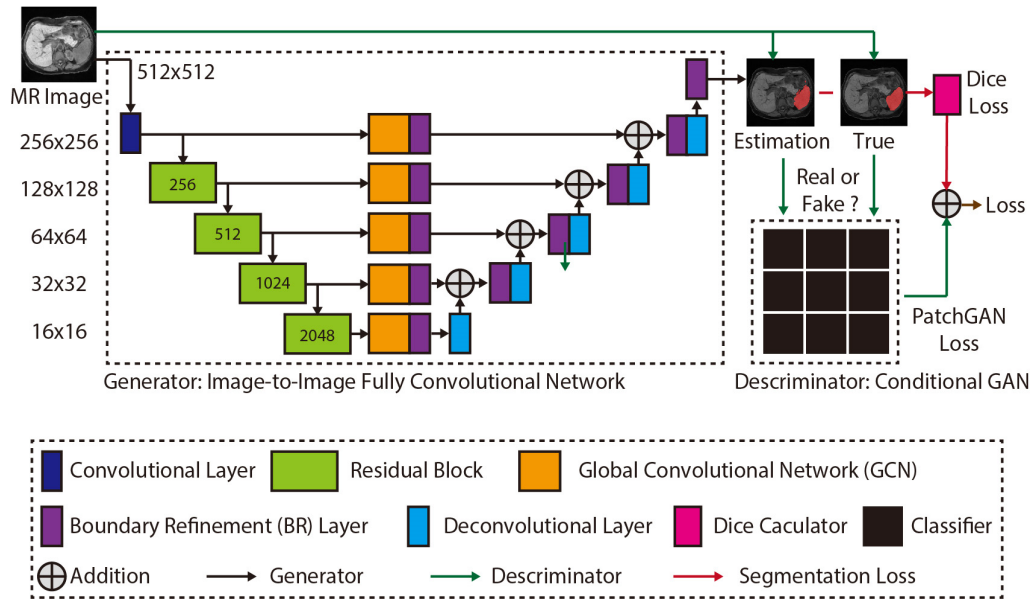 MR Image
512x512
256x256
128x128
64x64
32x32
16x16
256
512
1024
2048
Generator: Image-to-Image Fully Convolutional Network
Estimation
True
Dice
Loss
Real or
Fake ?
Loss
PatchGAN
Loss
Descriminator: Conditional GAN
Convolutional Layer
Residual Block
Global Convolutional Network (GCN)
Boundary Refinement (BR) Layer
Deconvolutional Layer
Dice Caculator
Classifier
Addition
Generator
Descriminator
Segmentation Loss